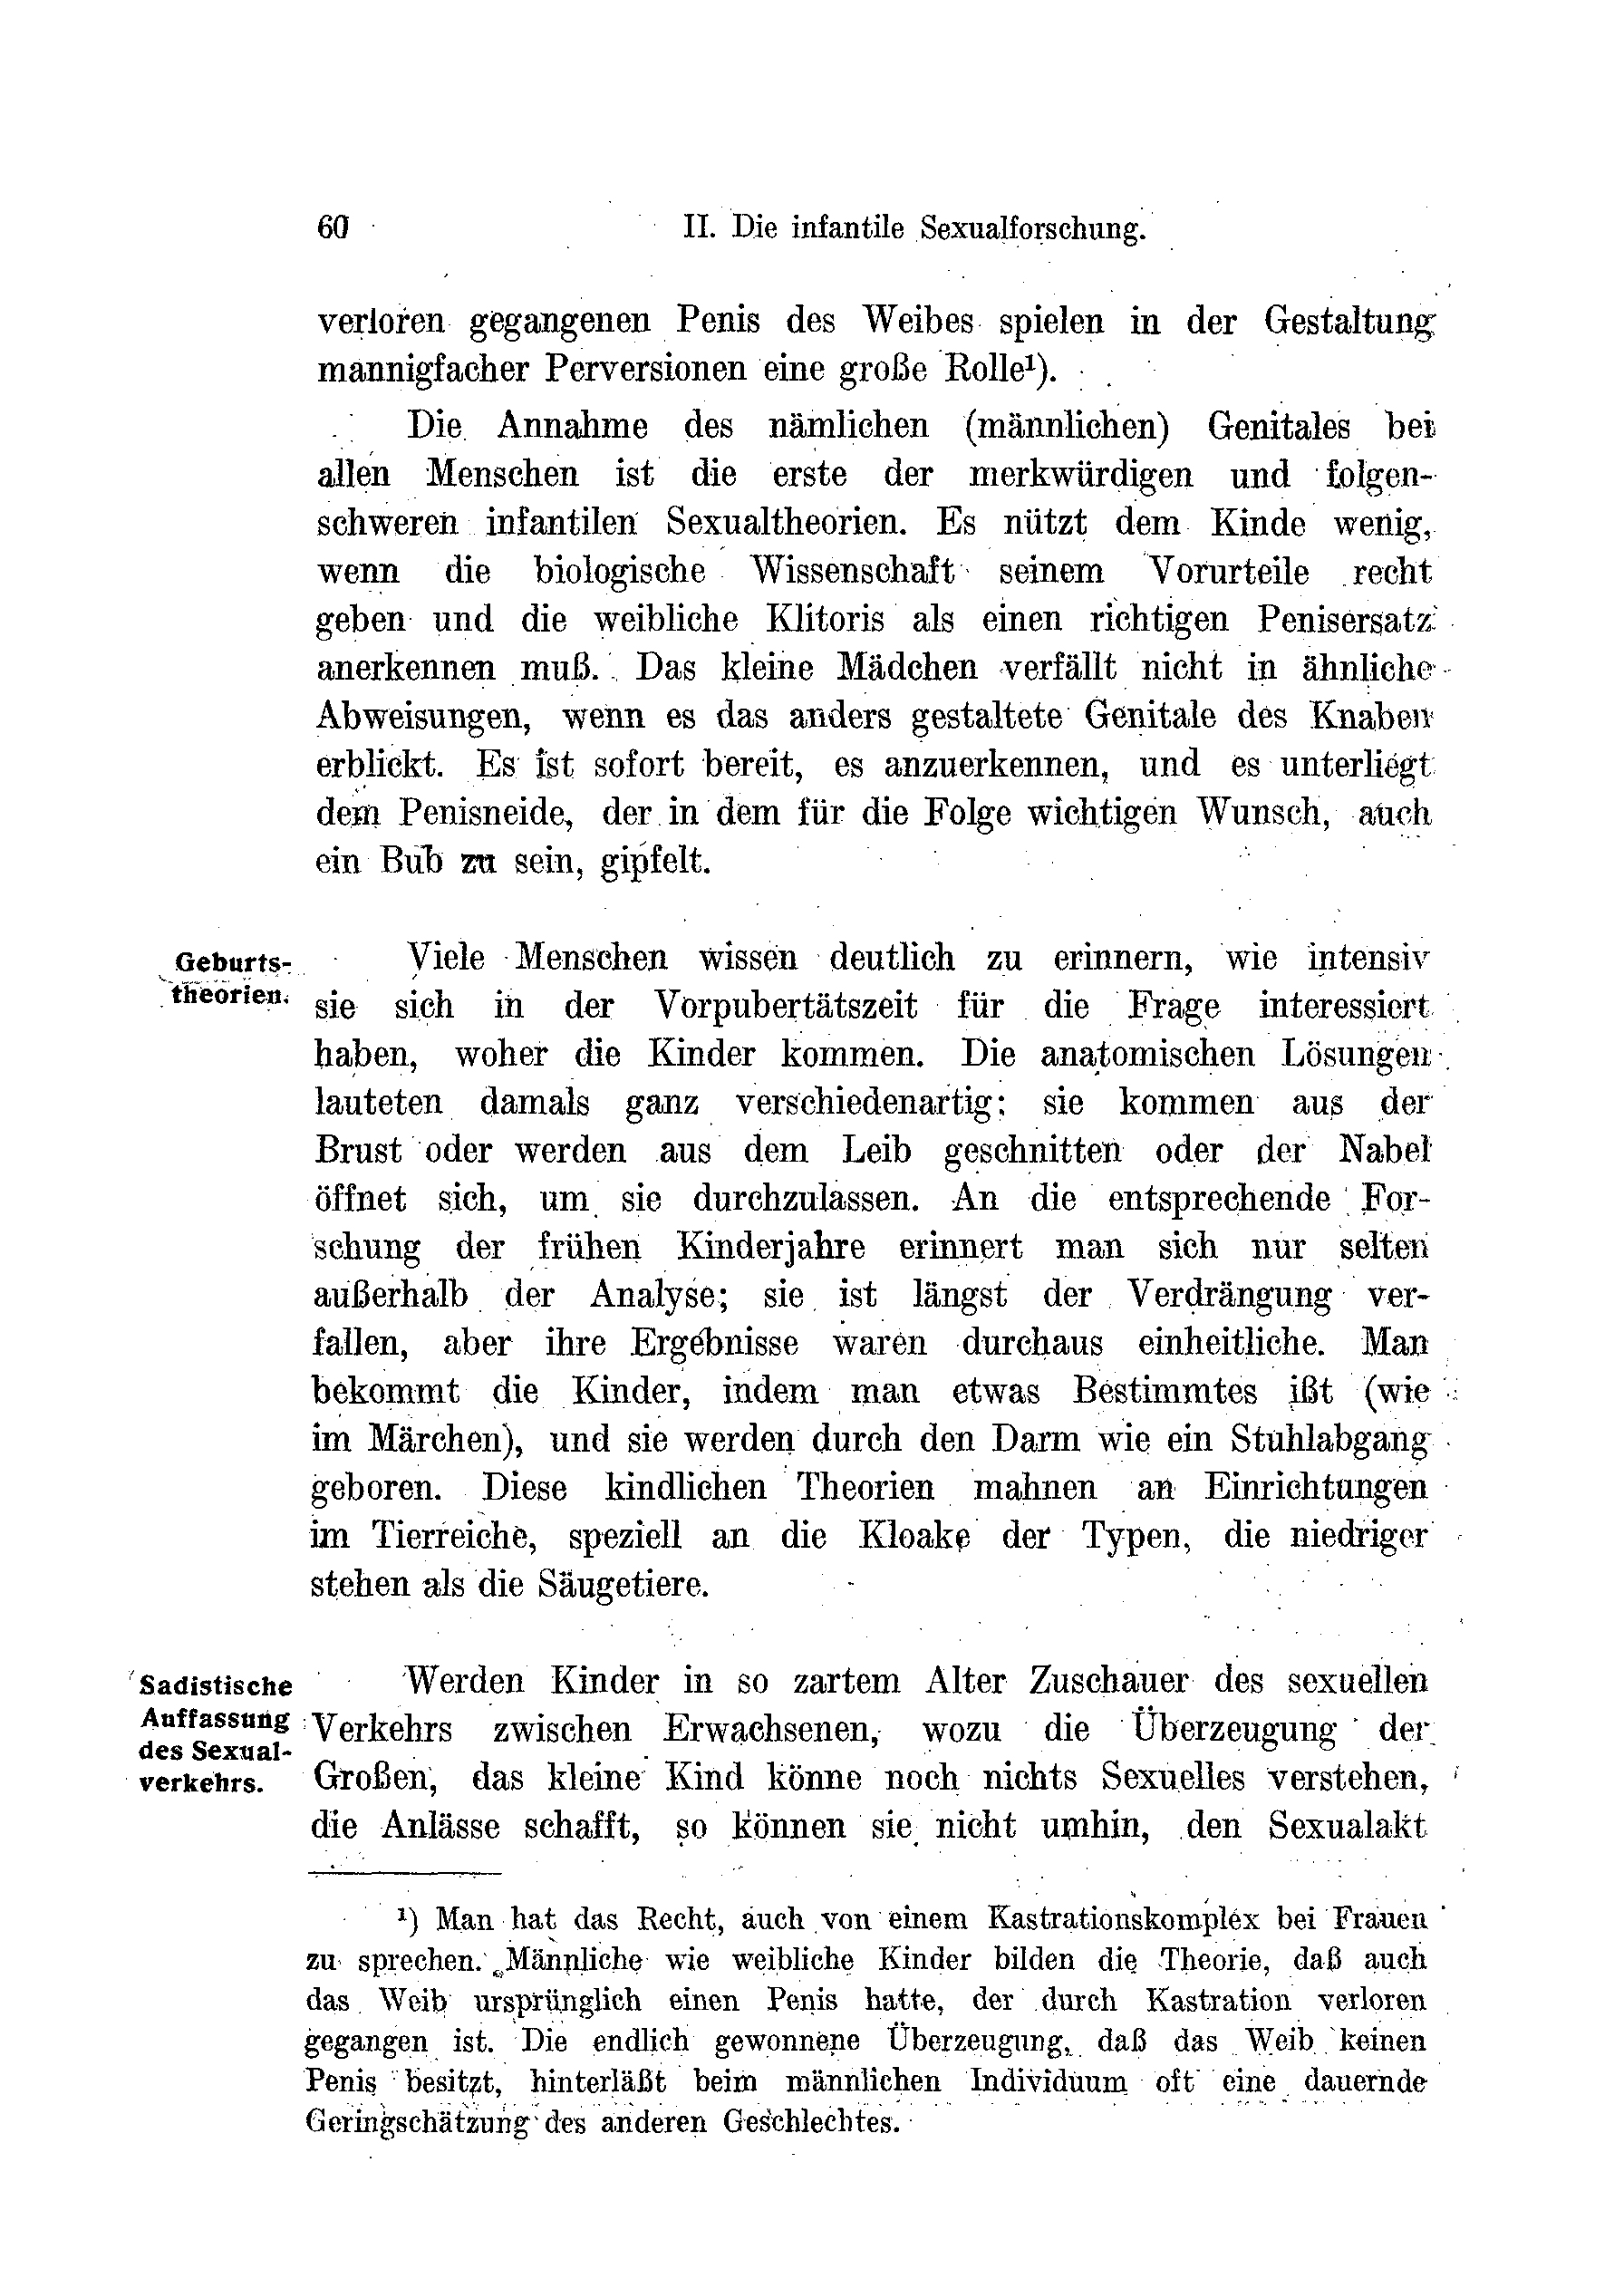 60 II. Die infantile Sexualforschung.
verloren gegangenen Penis des Weibes spielen in der Gestaltung
mannigfacher Perversionen eine große Rolle¹).
Die Annahme des nämlichen (männlichen) Genitales bei
allen Menschen ist die erste der merkwürdigen und folgen-
schweren infantilen Sexualtheorien. Es nützt dem Kinde wenig,
wenn die biologische Wissenschaft seinem Vorurteile recht
geben und die weibliche Klitoris als einen richtigen Penisersatz
anerkennen muß. Das kleine Mädchen verfällt nicht in ähnliche
Abweisungen, wenn es das anders gestaltete Genitale des Knaben
erblickt. Es ist sofort bereit, es anzuerkennen, und es unterliegt
dem Penisneide, der in dem für die Folge wichtigen Wunsch, auch
ein Bub zu sein, gipfelt.
Geburts-
theorien.
Viele Menschen wissen deutlich zu erinnern, wie intensiv
sie sich in der Vorpubertätszeit für die Frage interessiert
haben, woher die Kinder kommen. Die anatomischen Lösungen
lauteten damals ganz verschiedenartig: sie kommen aus der
Brust oder werden aus dem Leib geschnitten oder der Nabel
öffnet sich, um sie durchzulassen. An die entsprechende For-
schung der frühen Kinderjahre erinnert man sich nur selten
außerhalb der Analyse; sie ist längst der Verdrängung ver-
fallen, aber ihre Ergebnisse waren durchaus einheitliche. Man
bekommt die Kinder, indem man etwas Bestimmtes ißt (wie
im Märchen), und sie werden durch den Darm wie ein Stuhlabgang
geboren. Diese kindlichen Theorien mahnen an Einrichtungen
im Tierreiche, speziell an die Kloake der Typen, die niedriger
stehen als die Säugetiere.
Sadistische
Auffassung
des Sexual-
verkehrs.
Werden Kinder in so zartem Alter Zuschauer des sexuellen
Verkehrs zwischen Erwachsenen, wozu die Überzeugung der
Großen, das kleine Kind könne noch nichts Sexuelles verstehen,
die Anlässe schafft, so können sie nicht umhin, den Sexualakt
¹) Man hat das Recht, auch von einem Kastrationskomplex bei Frauen
zu sprechen. Männliche wie weibliche Kinder bilden die Theorie, daß auch
das Weib ursprünglich einen Penis hatte, der durch Kastration verloren
gegangen ist. Die endlich gewonnene Überzeugung, daß das Weib keinen
Penis besitzt, hinterläßt beim männlichen Individuum oft eine dauernde
Geringschätzung des anderen Geschlechtes.